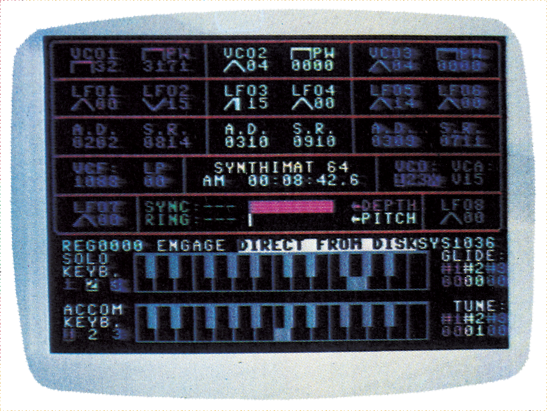 VCO1 PW VCO2 PW VCO3 PW
32 3171 04 0000 04 0000
LFO1 LFO2 LFO3 LFO4 LFO5 LFO6
00 15 15 00 14 00
A.D. S.R. A.D. S.R. A.D. S.R.
0202 0814 0310 0910 0309 0711
VCF: LP SYNTHIMAT 64 VCO: VCA:
1088 00 AM 00:08:42.6 V15
LFO7 SYNC:--- ←DEPTH LFO8
00 RING:--- ←PITCH 00
REG0000 ENGAGE DIRECT FROM DISKSYS1036
SOLO GLIDE:
KEYB. #1#2#3
1 2 3 000000
ACCOM TUNE:
KEYB. #1#2#3
1 2 3 000100